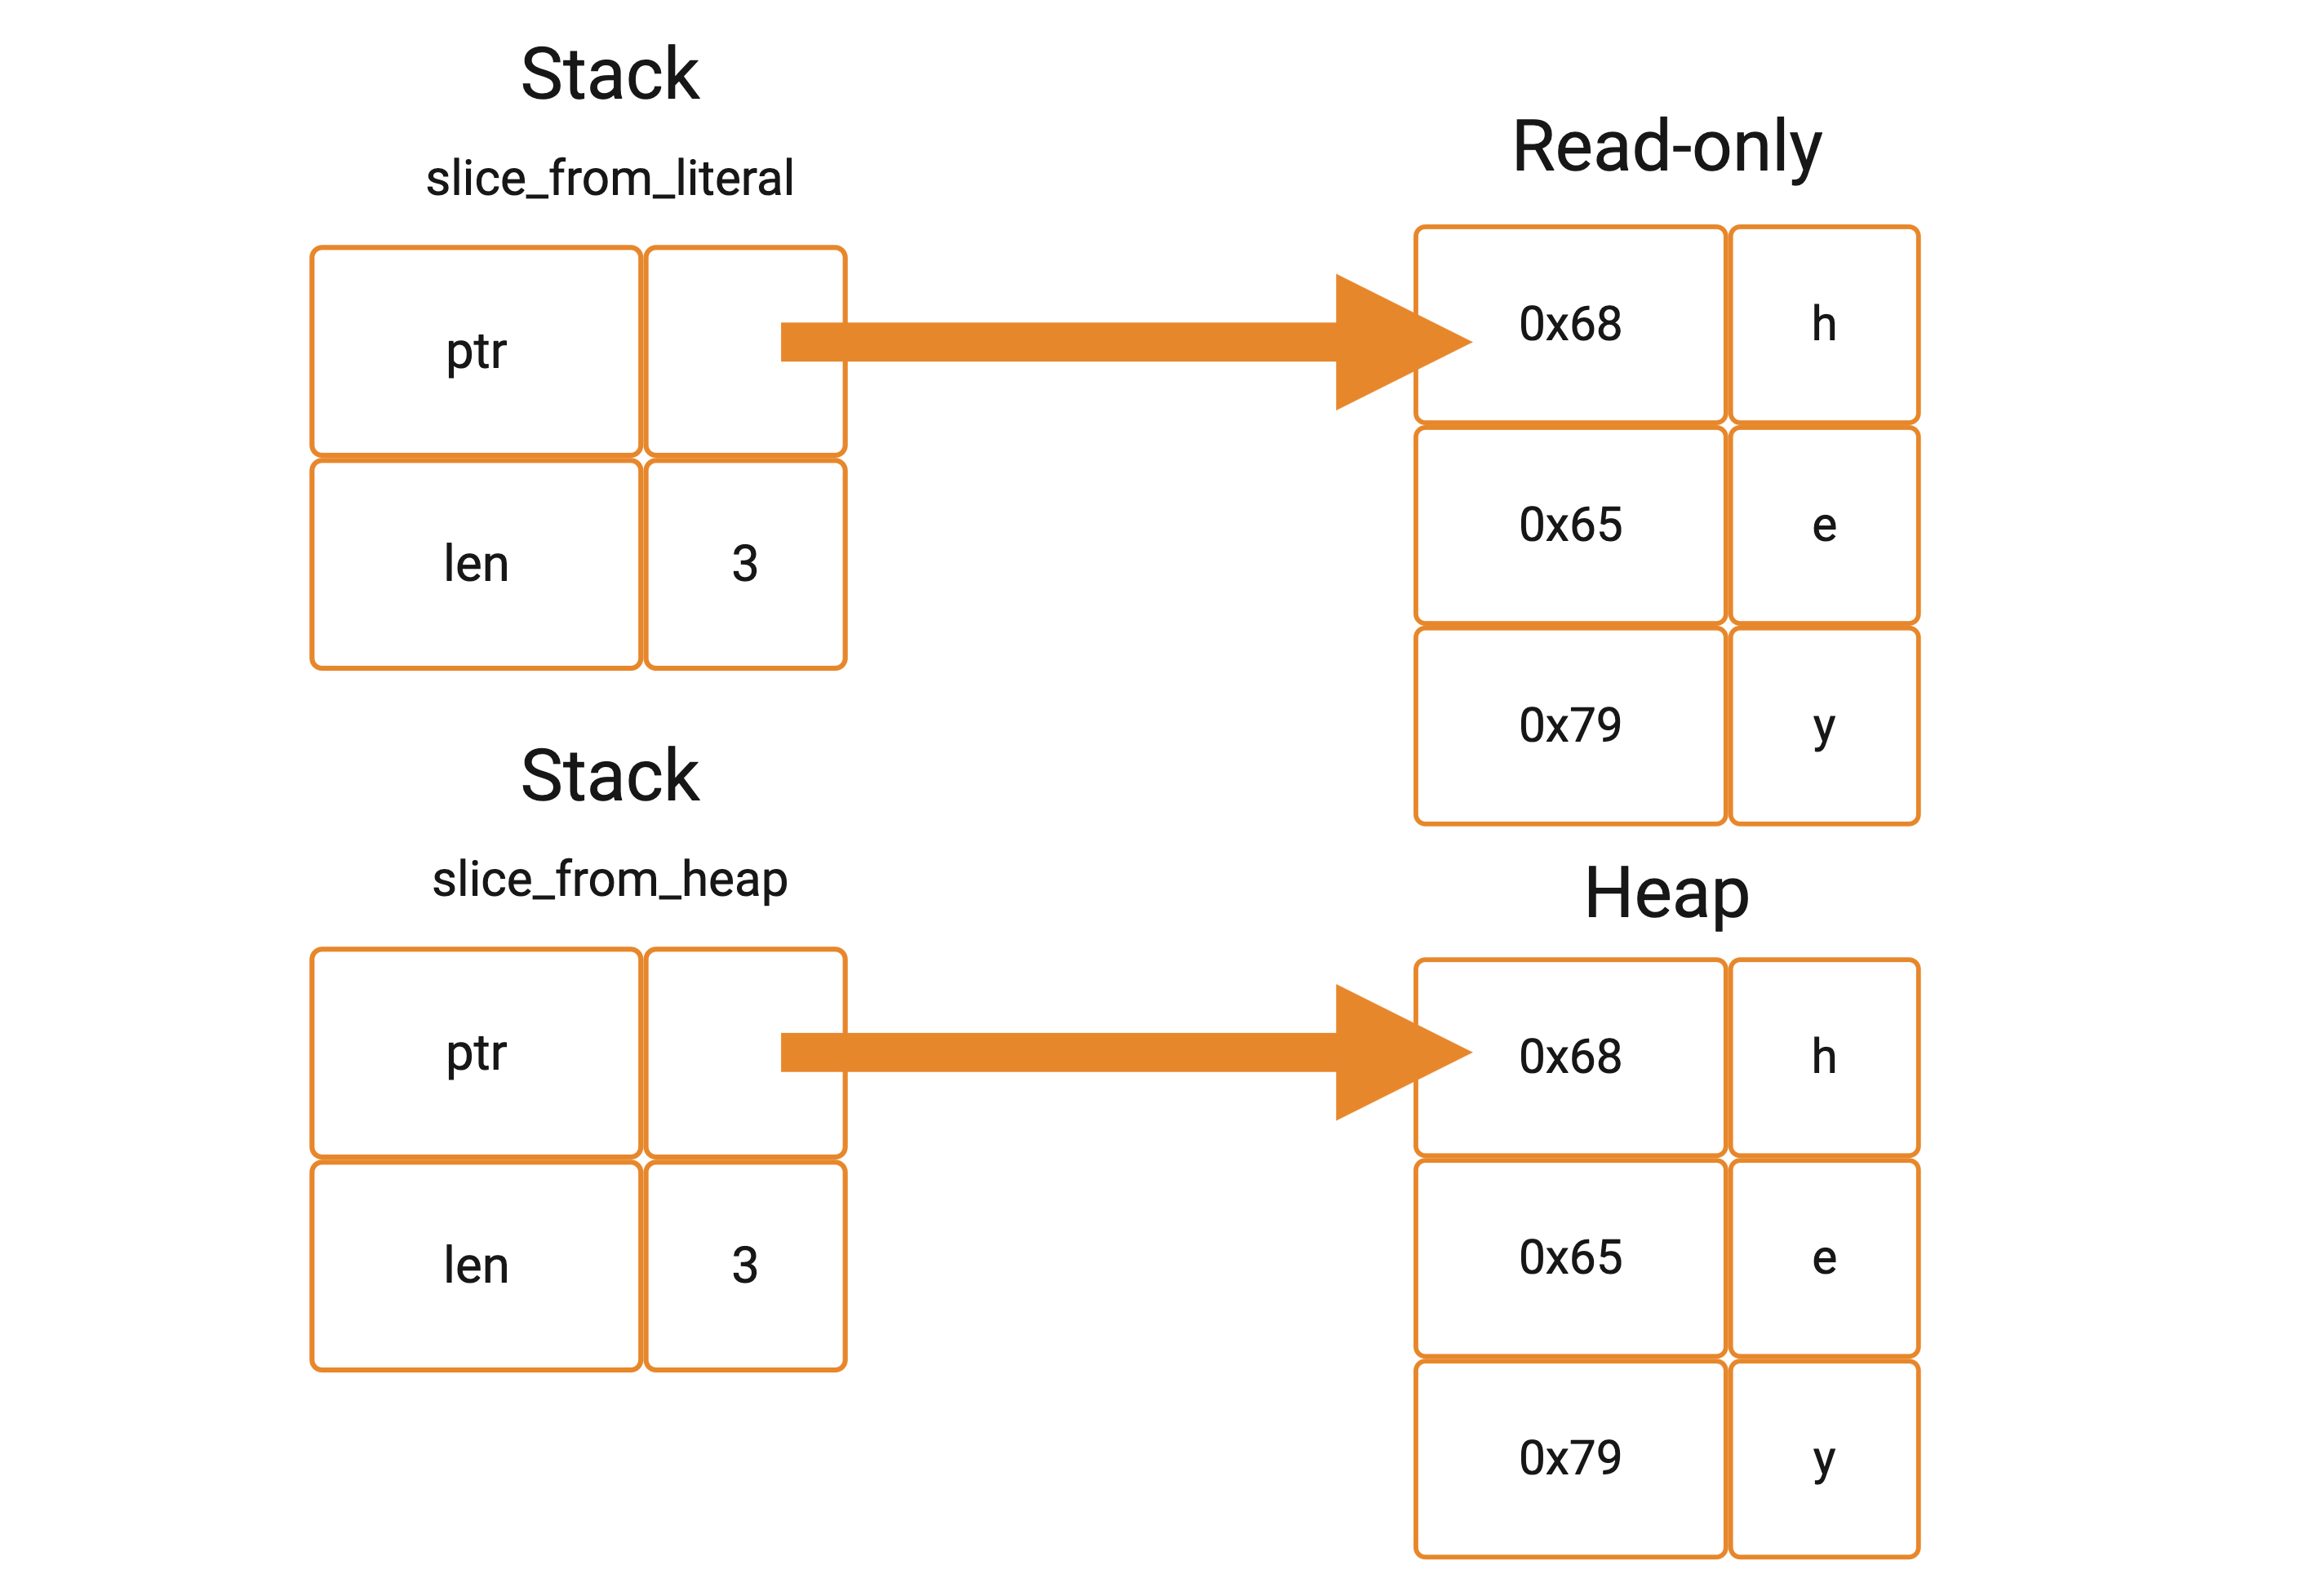 Stack
slice_from_literal
ptr
len 3
Read-only
0x68 h
0x65 e
0x79 y
Stack
slice_from_heap
ptr
len 3
Heap
0x68 h
0x65 e
0x79 y